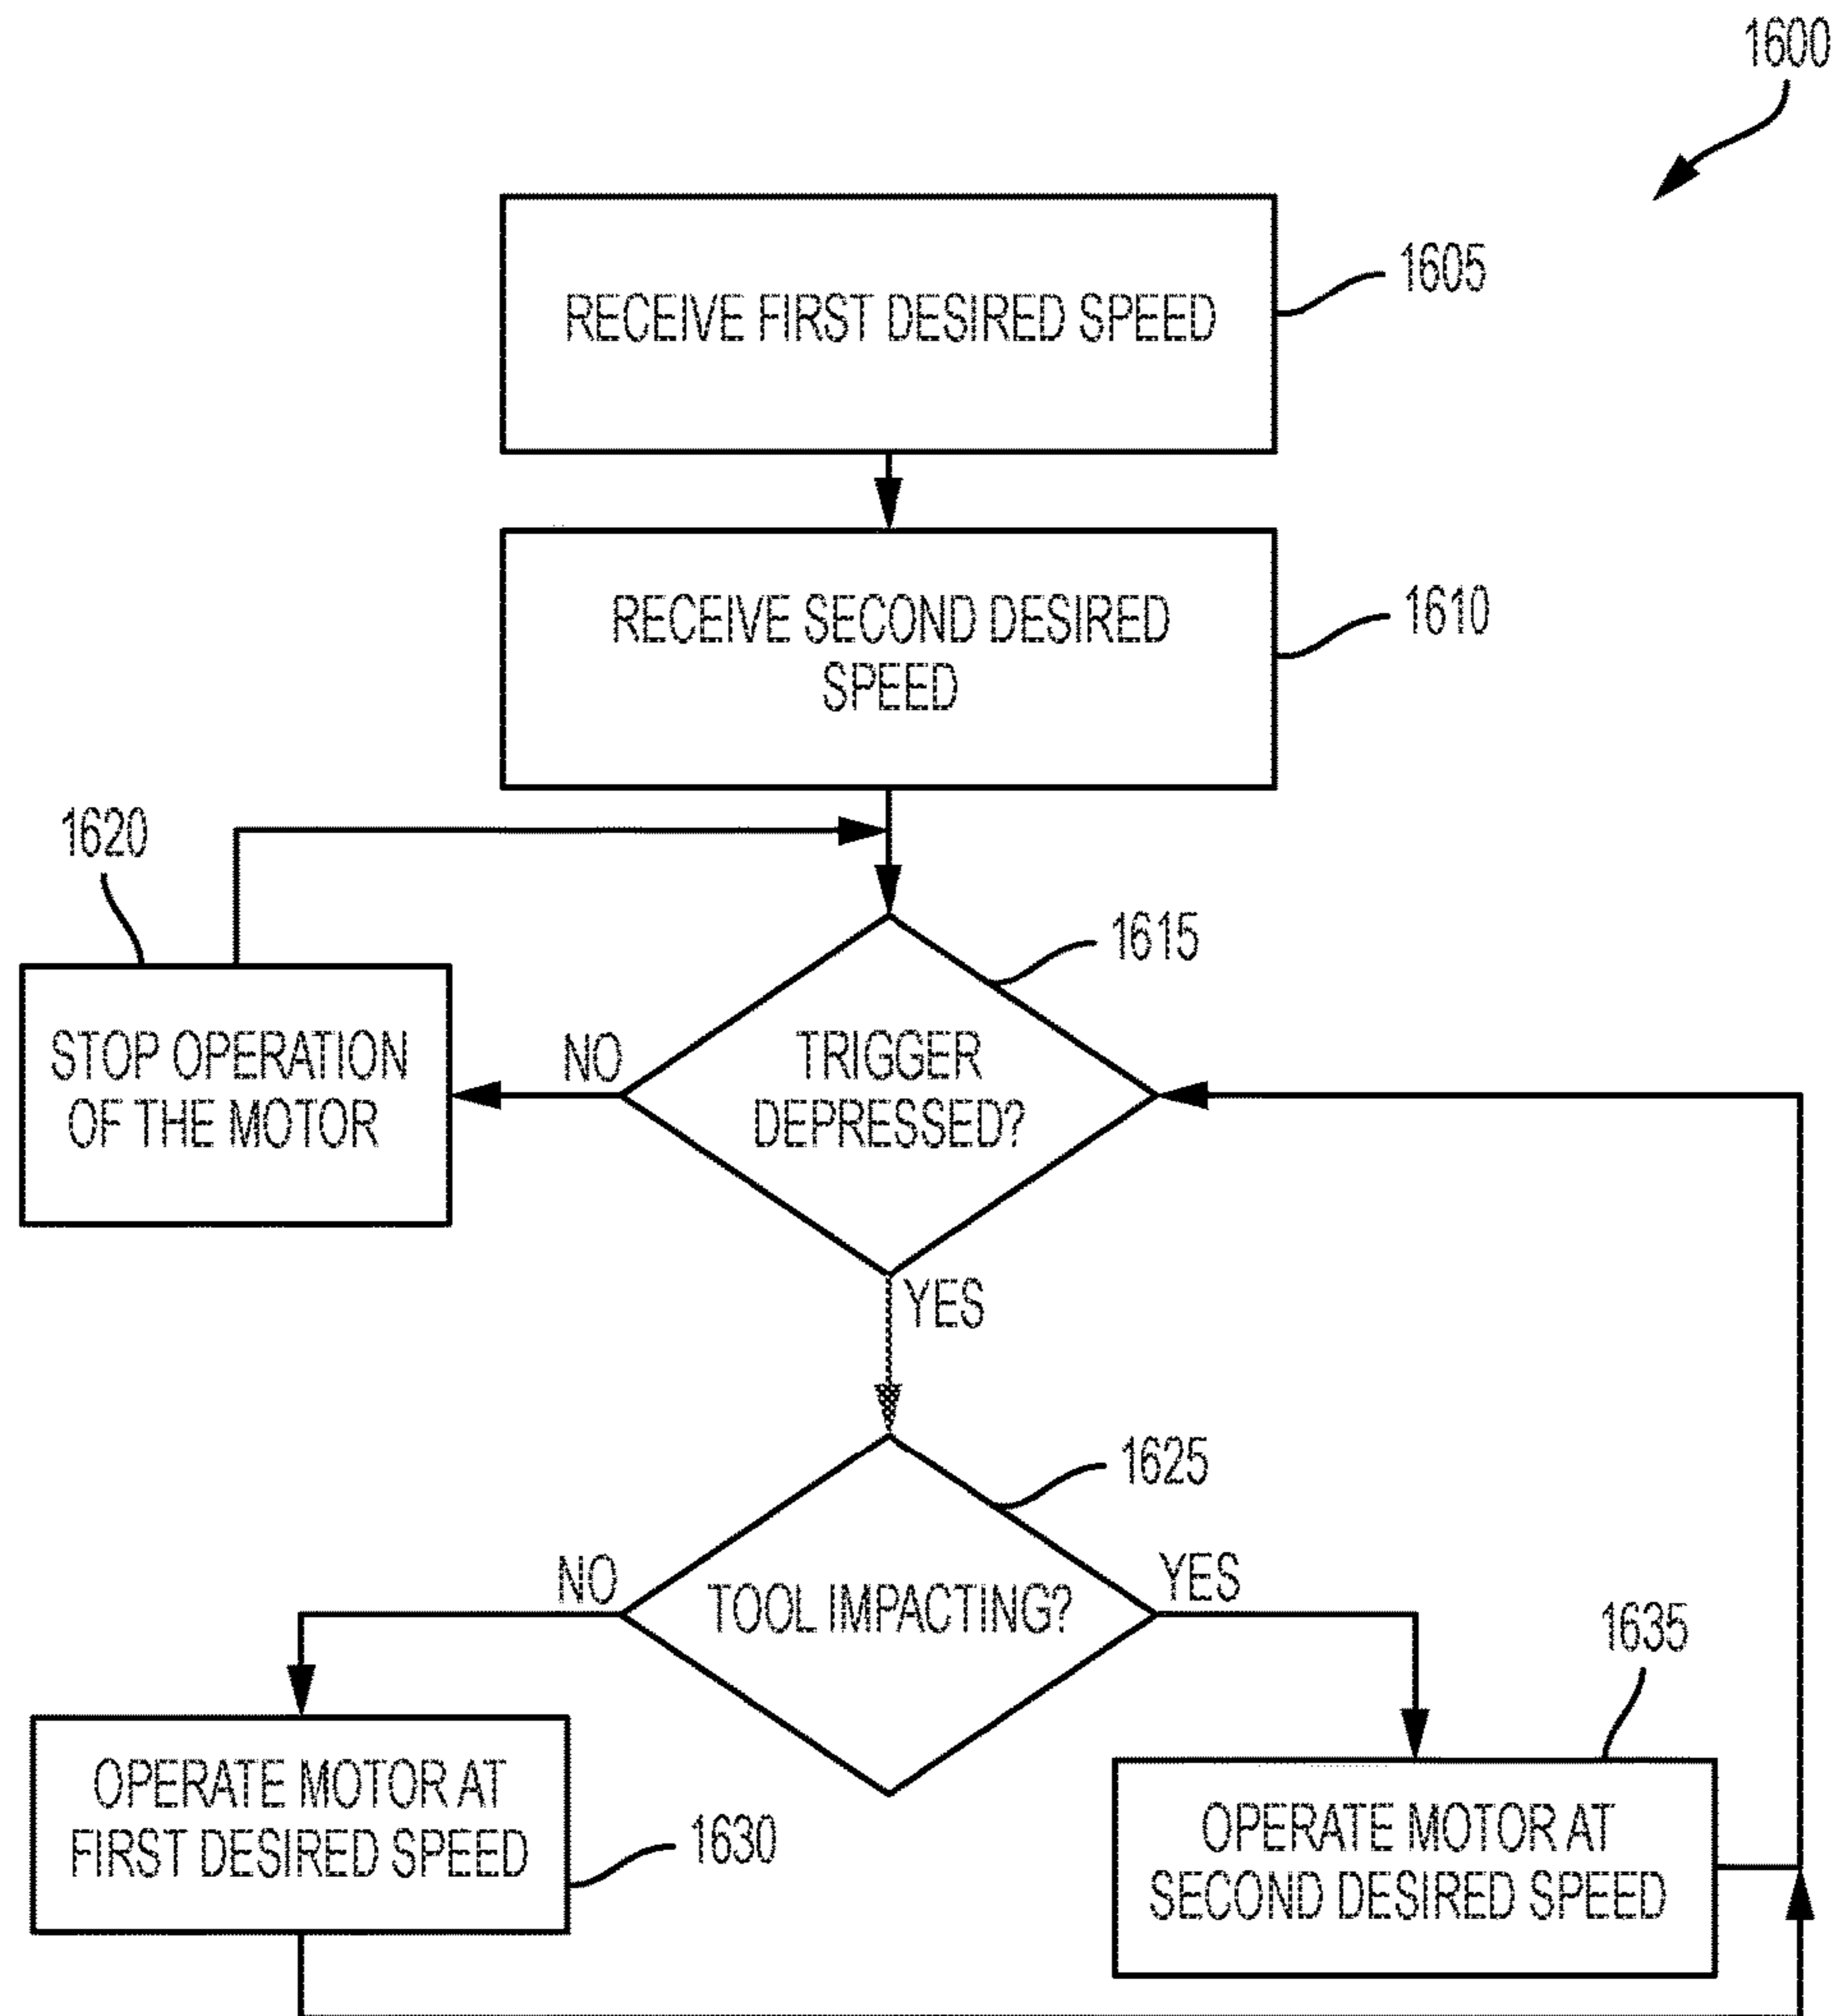 1600
RECEIVE FIRST DESIRED SPEED
1605
RECEIVE SECOND DESIRED
SPEED
1610
1620
1615
STOP OPERATION
OF THE MOTOR
NO
TRIGGER
DEPRESSED?
YES
1625
NO
TOOL IMPACTING?
YES
1635
OPERATE MOTOR AT
FIRST DESIRED SPEED
1630
OPERATE MOTOR AT
SECOND DESIRED SPEED